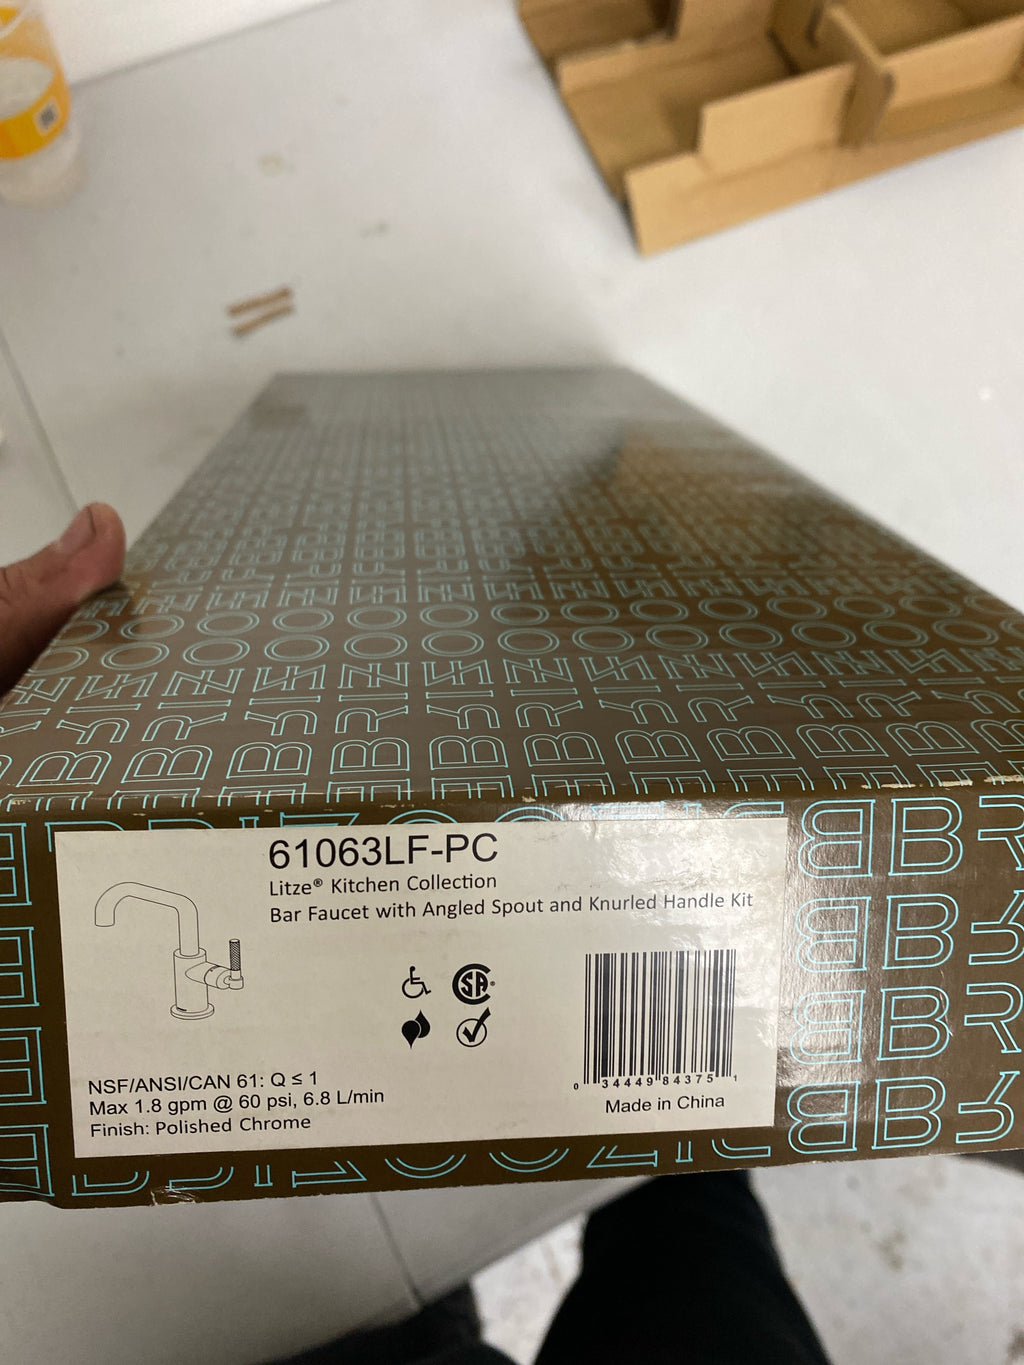 61063LF-PC
Litze® Kitchen Collection
Bar Faucet with Angled Spout and Knurled Handle Kit
NSF/ANSI/CAN 61: Q ≤ 1
Max 1.8 gpm @ 60 psi, 6.8 L/min
Finish: Polished Chrome
0 34449 84375 1
Made in China
BRIZO